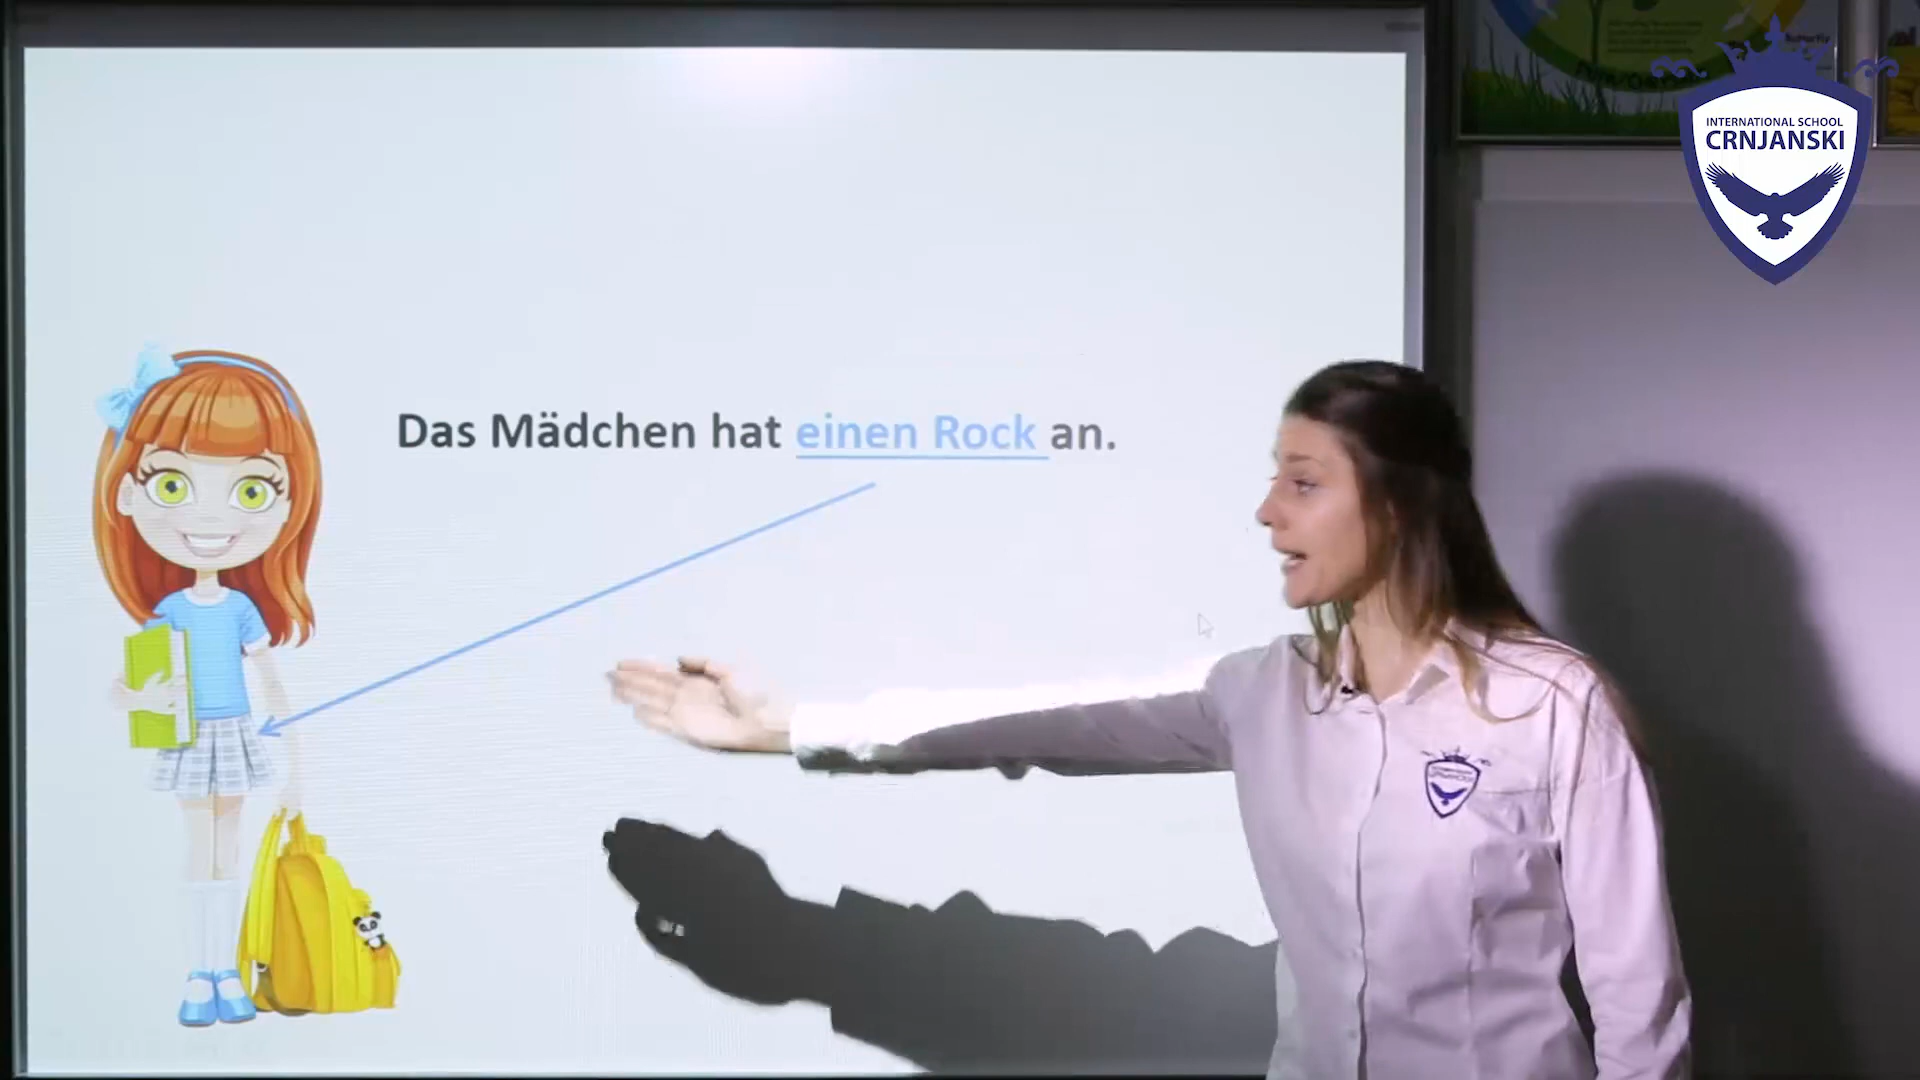 INTERNATIONAL SCHOOL
CRNJANSKI
Das Mädchen hat einen Rock an.